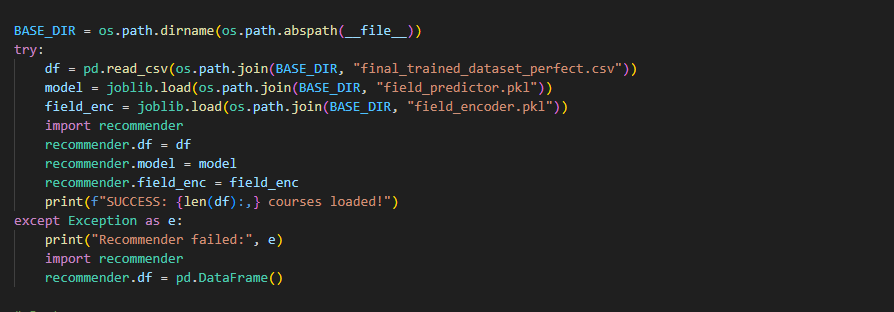 BASE_DIR = os.path.dirname(os.path.abspath(__file__))
try:
    df = pd.read_csv(os.path.join(BASE_DIR, "final_trained_dataset_perfect.csv"))
    model = joblib.load(os.path.join(BASE_DIR, "field_predictor.pkl"))
    field_enc = joblib.load(os.path.join(BASE_DIR, "field_encoder.pkl"))
    import recommender
    recommender.df = df
    recommender.model = model
    recommender.field_enc = field_enc
    print(f"SUCCESS: {len(df):,} courses loaded!")
except Exception as e:
    print("Recommender failed:", e)
    import recommender
    recommender.df = pd.DataFrame()